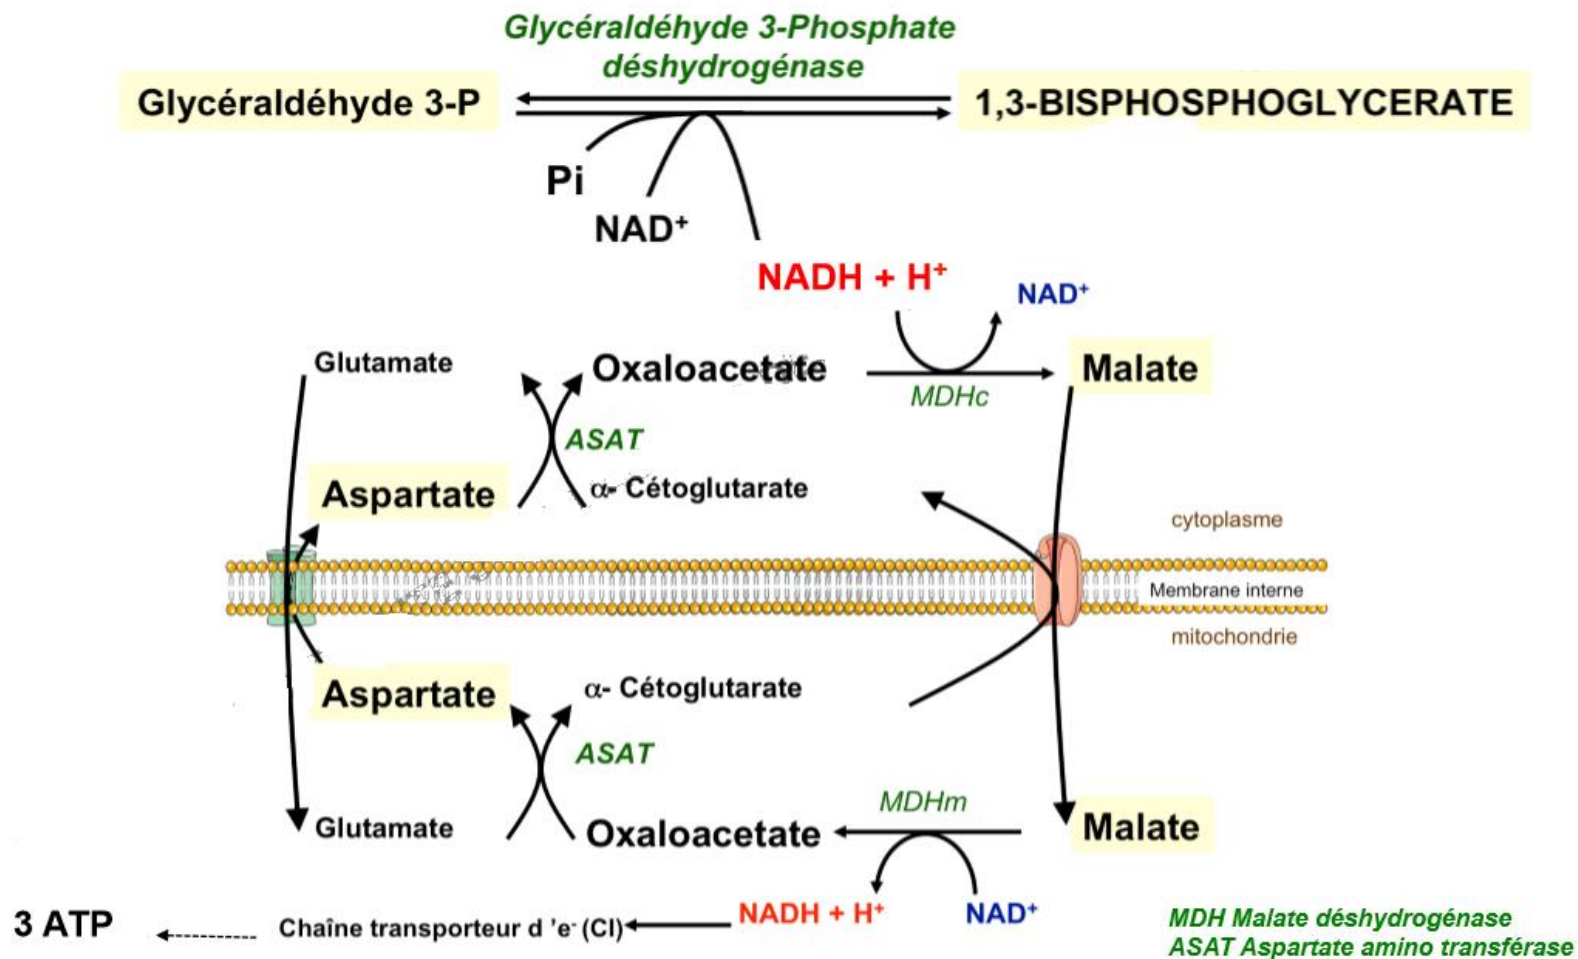 Glycéraldéhyde 3-Phosphate
déshydrogénase
Glycéraldéhyde 3-P
1,3-BISPHOSPHOGLYCERATE
Pi
NAD⁺
NADH + H⁺
NAD⁺
Glutamate
Oxaloacetate
Malate
MDHc
ASAT
Aspartate
α- Cétoglutarate
cytoplasme
Membrane interne
mitochondrie
Aspartate
α- Cétoglutarate
ASAT
MDHm
Glutamate
Oxaloacetate
Malate
3 ATP
Chaîne transporteur d 'e⁻ (CI)
NADH + H⁺
NAD⁺
MDH Malate déshydrogénase
ASAT Aspartate amino transférase